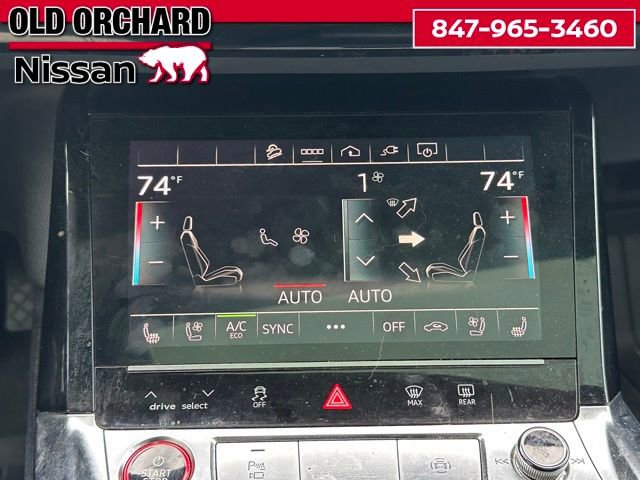 OLD ORCHARD
Nissan
847-965-3460
74°F
1
74°F
+
+
−
−
AUTO
AUTO
A/C
ECO
SYNC
•••
OFF
drive select
OFF
MAX
REAR
START
STOP
P